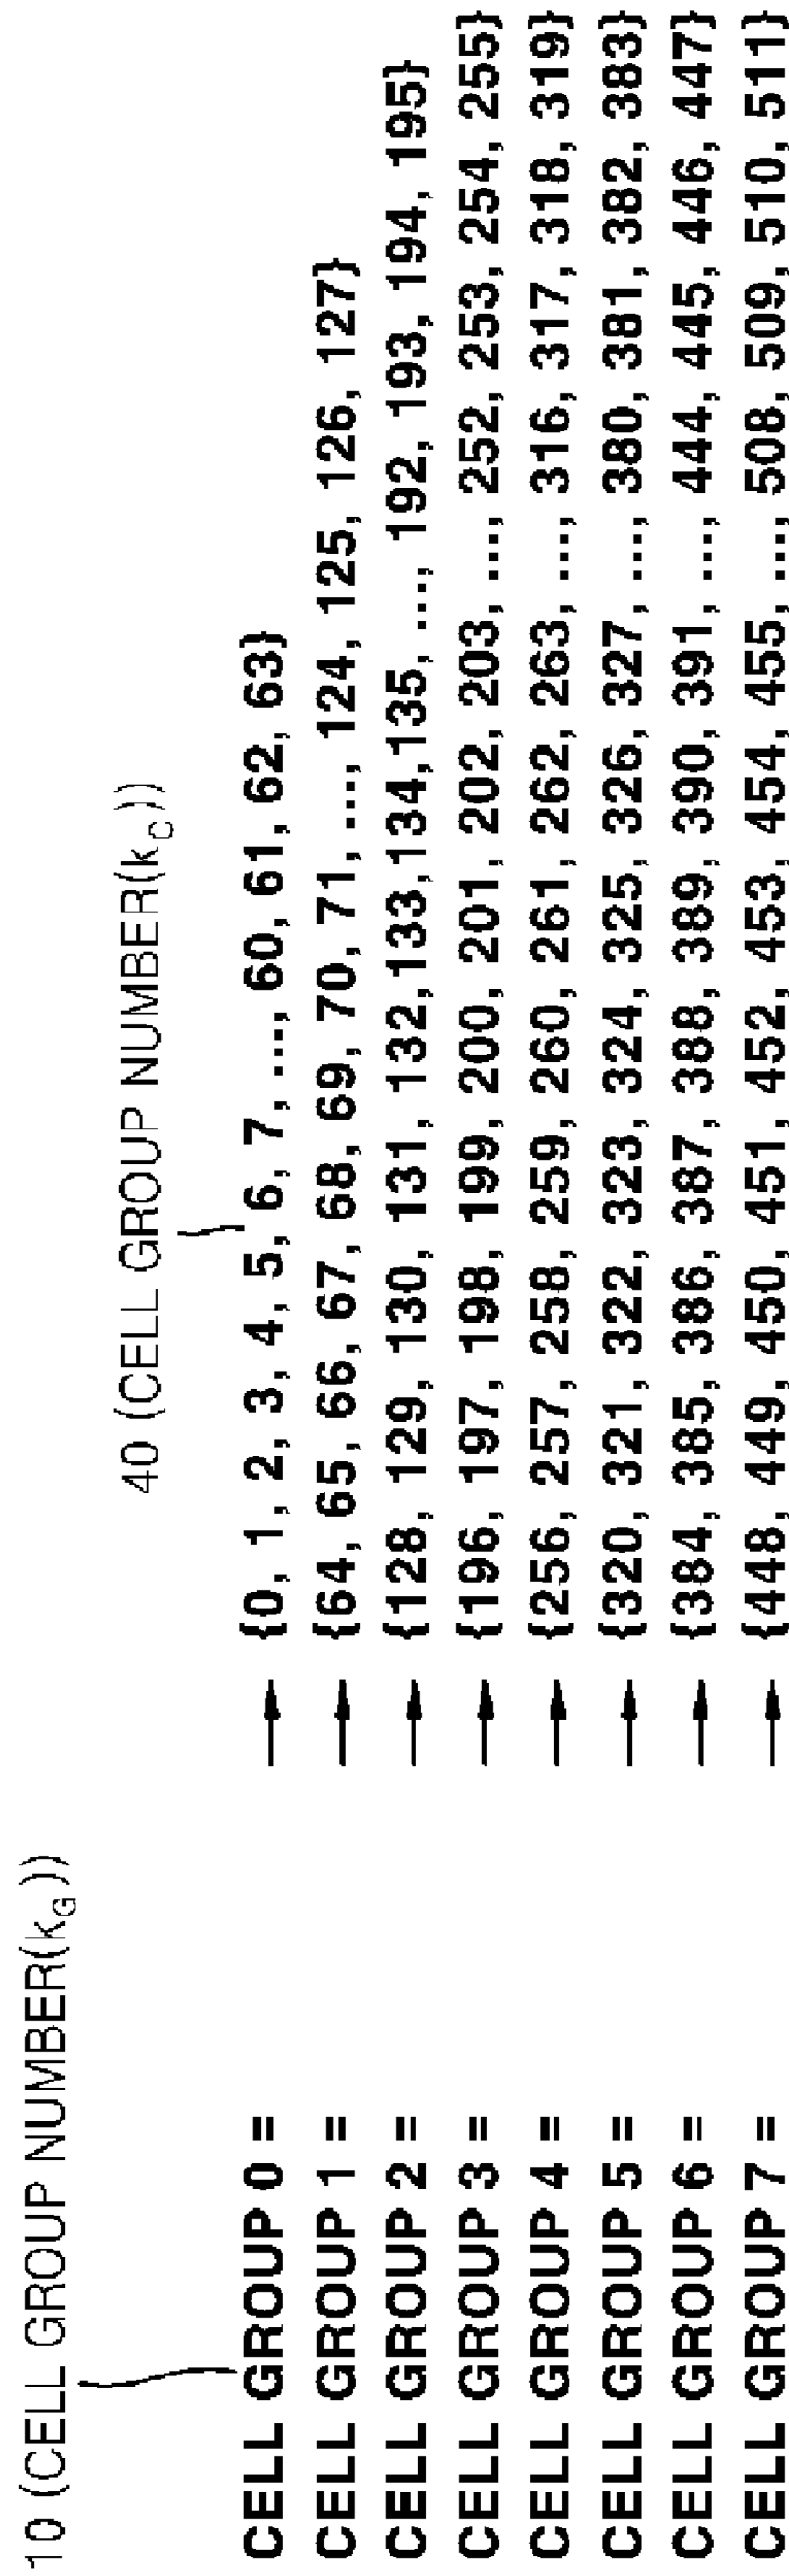 10 (CELL GROUP NUMBER(kG))
40 (CELL GROUP NUMBER(kC))
CELL GROUP 0 = {0, 1, 2, 3, 4, 5, 6, 7, ..., 60, 61, 62, 63}
CELL GROUP 1 = {64, 65, 66, 67, 68, 69, 70, 71, ..., 124, 125, 126, 127}
CELL GROUP 2 = {128, 129, 130, 131, 132,133,134,135, ..., 192, 193, 194, 195}
CELL GROUP 3 = {196, 197, 198, 199, 200, 201, 202, 203, ..., 252, 253, 254, 255}
CELL GROUP 4 = {256, 257, 258, 259, 260, 261, 262, 263, ..., 316, 317, 318, 319}
CELL GROUP 5 = {320, 321, 322, 323, 324, 325, 326, 327, ..., 380, 381, 382, 383}
CELL GROUP 6 = {384, 385, 386, 387, 388, 389, 390, 391, ..., 444, 445, 446, 447}
CELL GROUP 7 = {448, 449, 450, 451, 452, 453, 454, 455, ..., 508, 509, 510, 511}